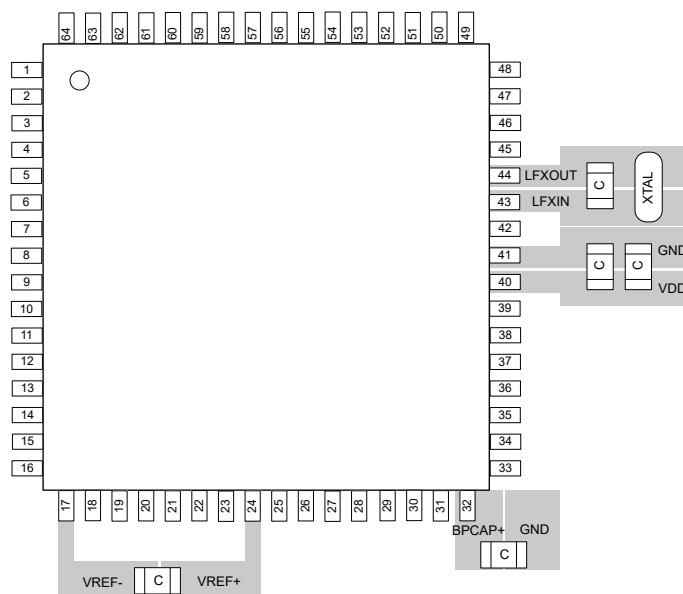 64 63 62 61 60 59 58 57 56 55 54 53 52 51 50 49
1 48
2 47
3 46
4 45
5 44 LFXOUT C XTAL
6 43 LFXIN
7 42
8 41 GND
C C
9 40 VDD
10 39
11 38
12 37
13 36
14 35
15 34
16 33
17 18 19 20 21 22 23 24 25 26 27 28 29 30 31 32
BPCAP+ GND
C
VREF- C VREF+